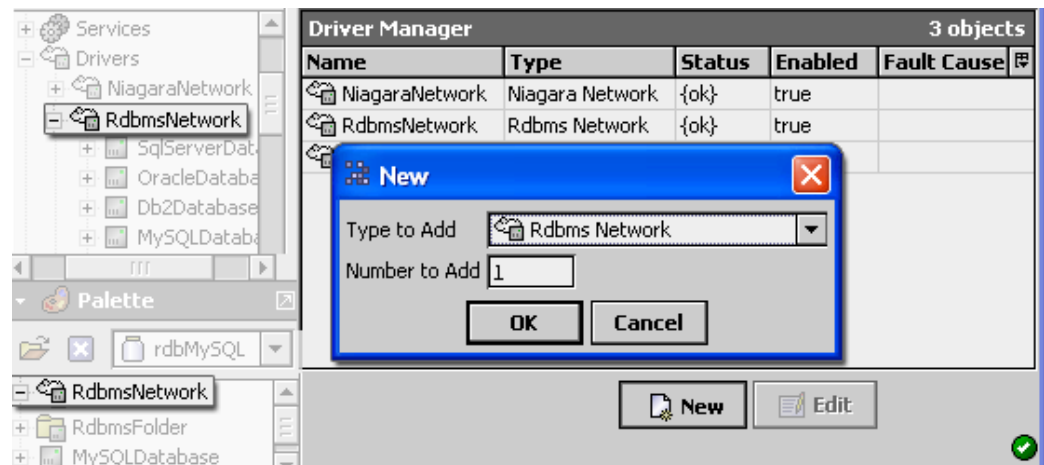 Services
Drivers
NiagaraNetwork
RdbmsNetwork
SqlServerData
OracleDataba
Db2Database
MySQLDataba
Palette
rdbMySQL
RdbmsNetwork
RdbmsFolder
MySQLDatabase
Driver Manager 3 objects
Name Type Status Enabled Fault Cause
NiagaraNetwork Niagara Network {ok} true
RdbmsNetwork Rdbms Network {ok} true
New
Type to Add Rdbms Network
Number to Add 1
OK Cancel
New Edit